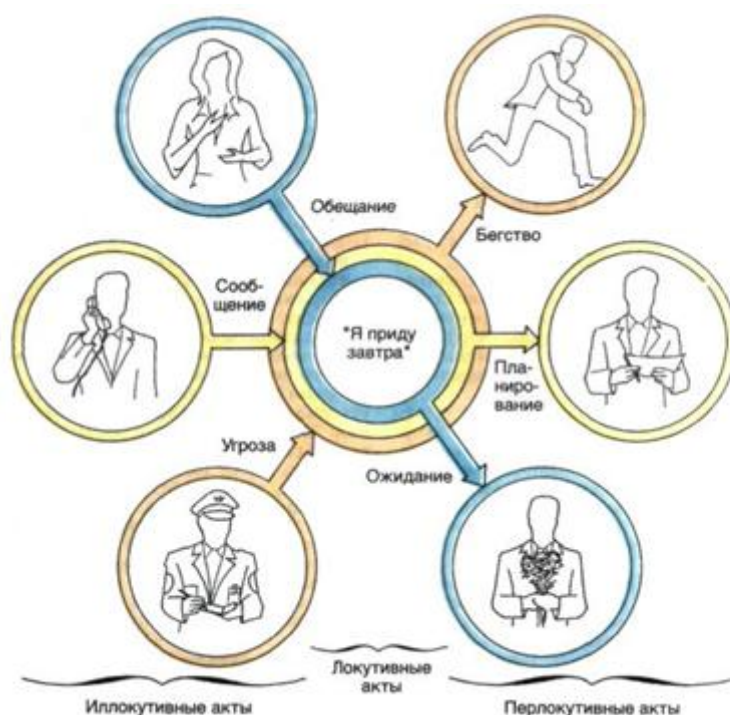 Обещание
Бегство
Сооб-
щение
"Я приду
завтра"
Пла-
ниро-
вание
Угроза
Ожидание
Локутивные
акты
Иллокутивные акты
Перлокутивные акты